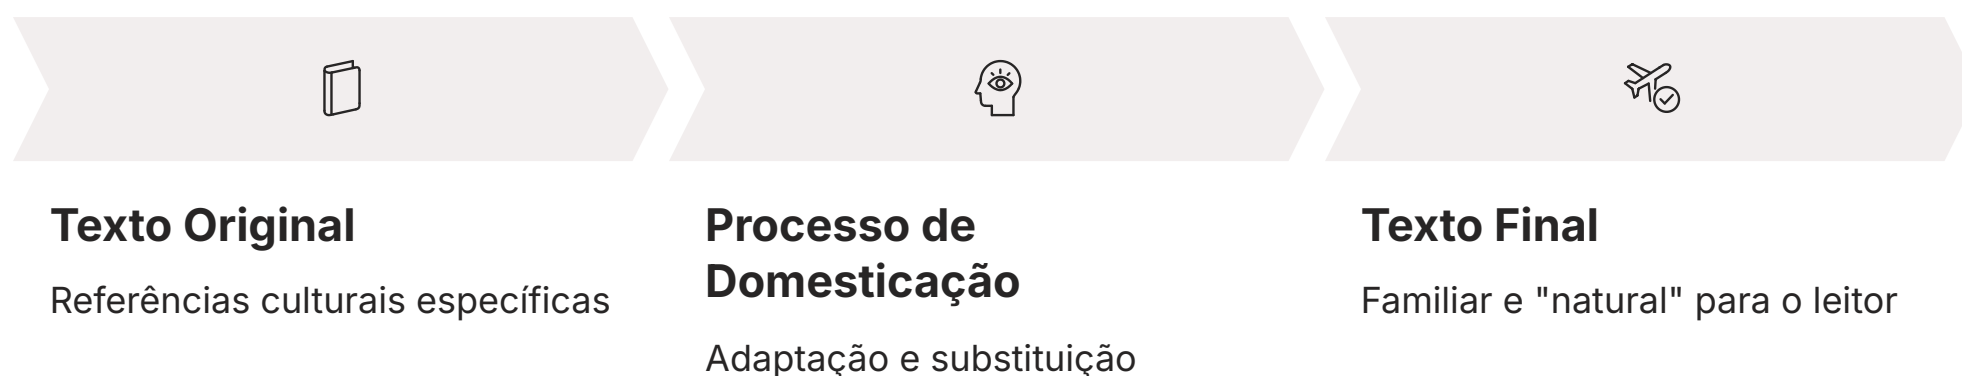 Texto Original
Referências culturais específicas
Processo de
Domesticação
Adaptação e substituição
Texto Final
Familiar e "natural" para o leitor